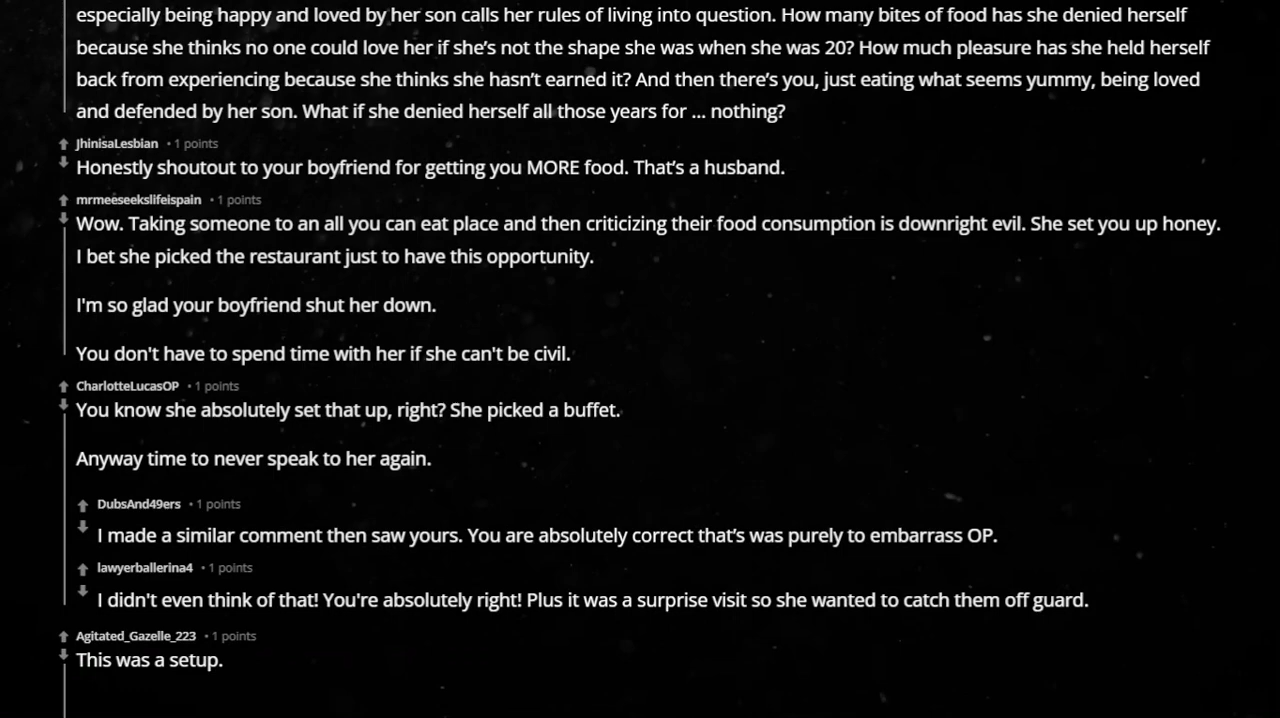 especially being happy and loved by her son calls her rules of living into question. How many bites of food has she denied herself
because she thinks no one could love her if she’s not the shape she was when she was 20? How much pleasure has she held herself
back from experiencing because she thinks she hasn’t earned it? And then there’s you, just eating what seems yummy, being loved
and defended by her son. What if she denied herself all those years for ... nothing?
JhinisaLesbian • 1 points
Honestly shoutout to your boyfriend for getting you MORE food. That’s a husband.
mrmeeseekslifeispain • 1 points
Wow. Taking someone to an all you can eat place and then criticizing their food consumption is downright evil. She set you up honey.
I bet she picked the restaurant just to have this opportunity.
I'm so glad your boyfriend shut her down.
You don't have to spend time with her if she can't be civil.
CharlotteLucasOP • 1 points
You know she absolutely set that up, right? She picked a buffet.
Anyway time to never speak to her again.
DubsAnd49ers • 1 points
I made a similar comment then saw yours. You are absolutely correct that’s was purely to embarrass OP.
lawyerballerina4 • 1 points
I didn't even think of that! You're absolutely right! Plus it was a surprise visit so she wanted to catch them off guard.
Agitated_Gazelle_223 • 1 points
This was a setup.